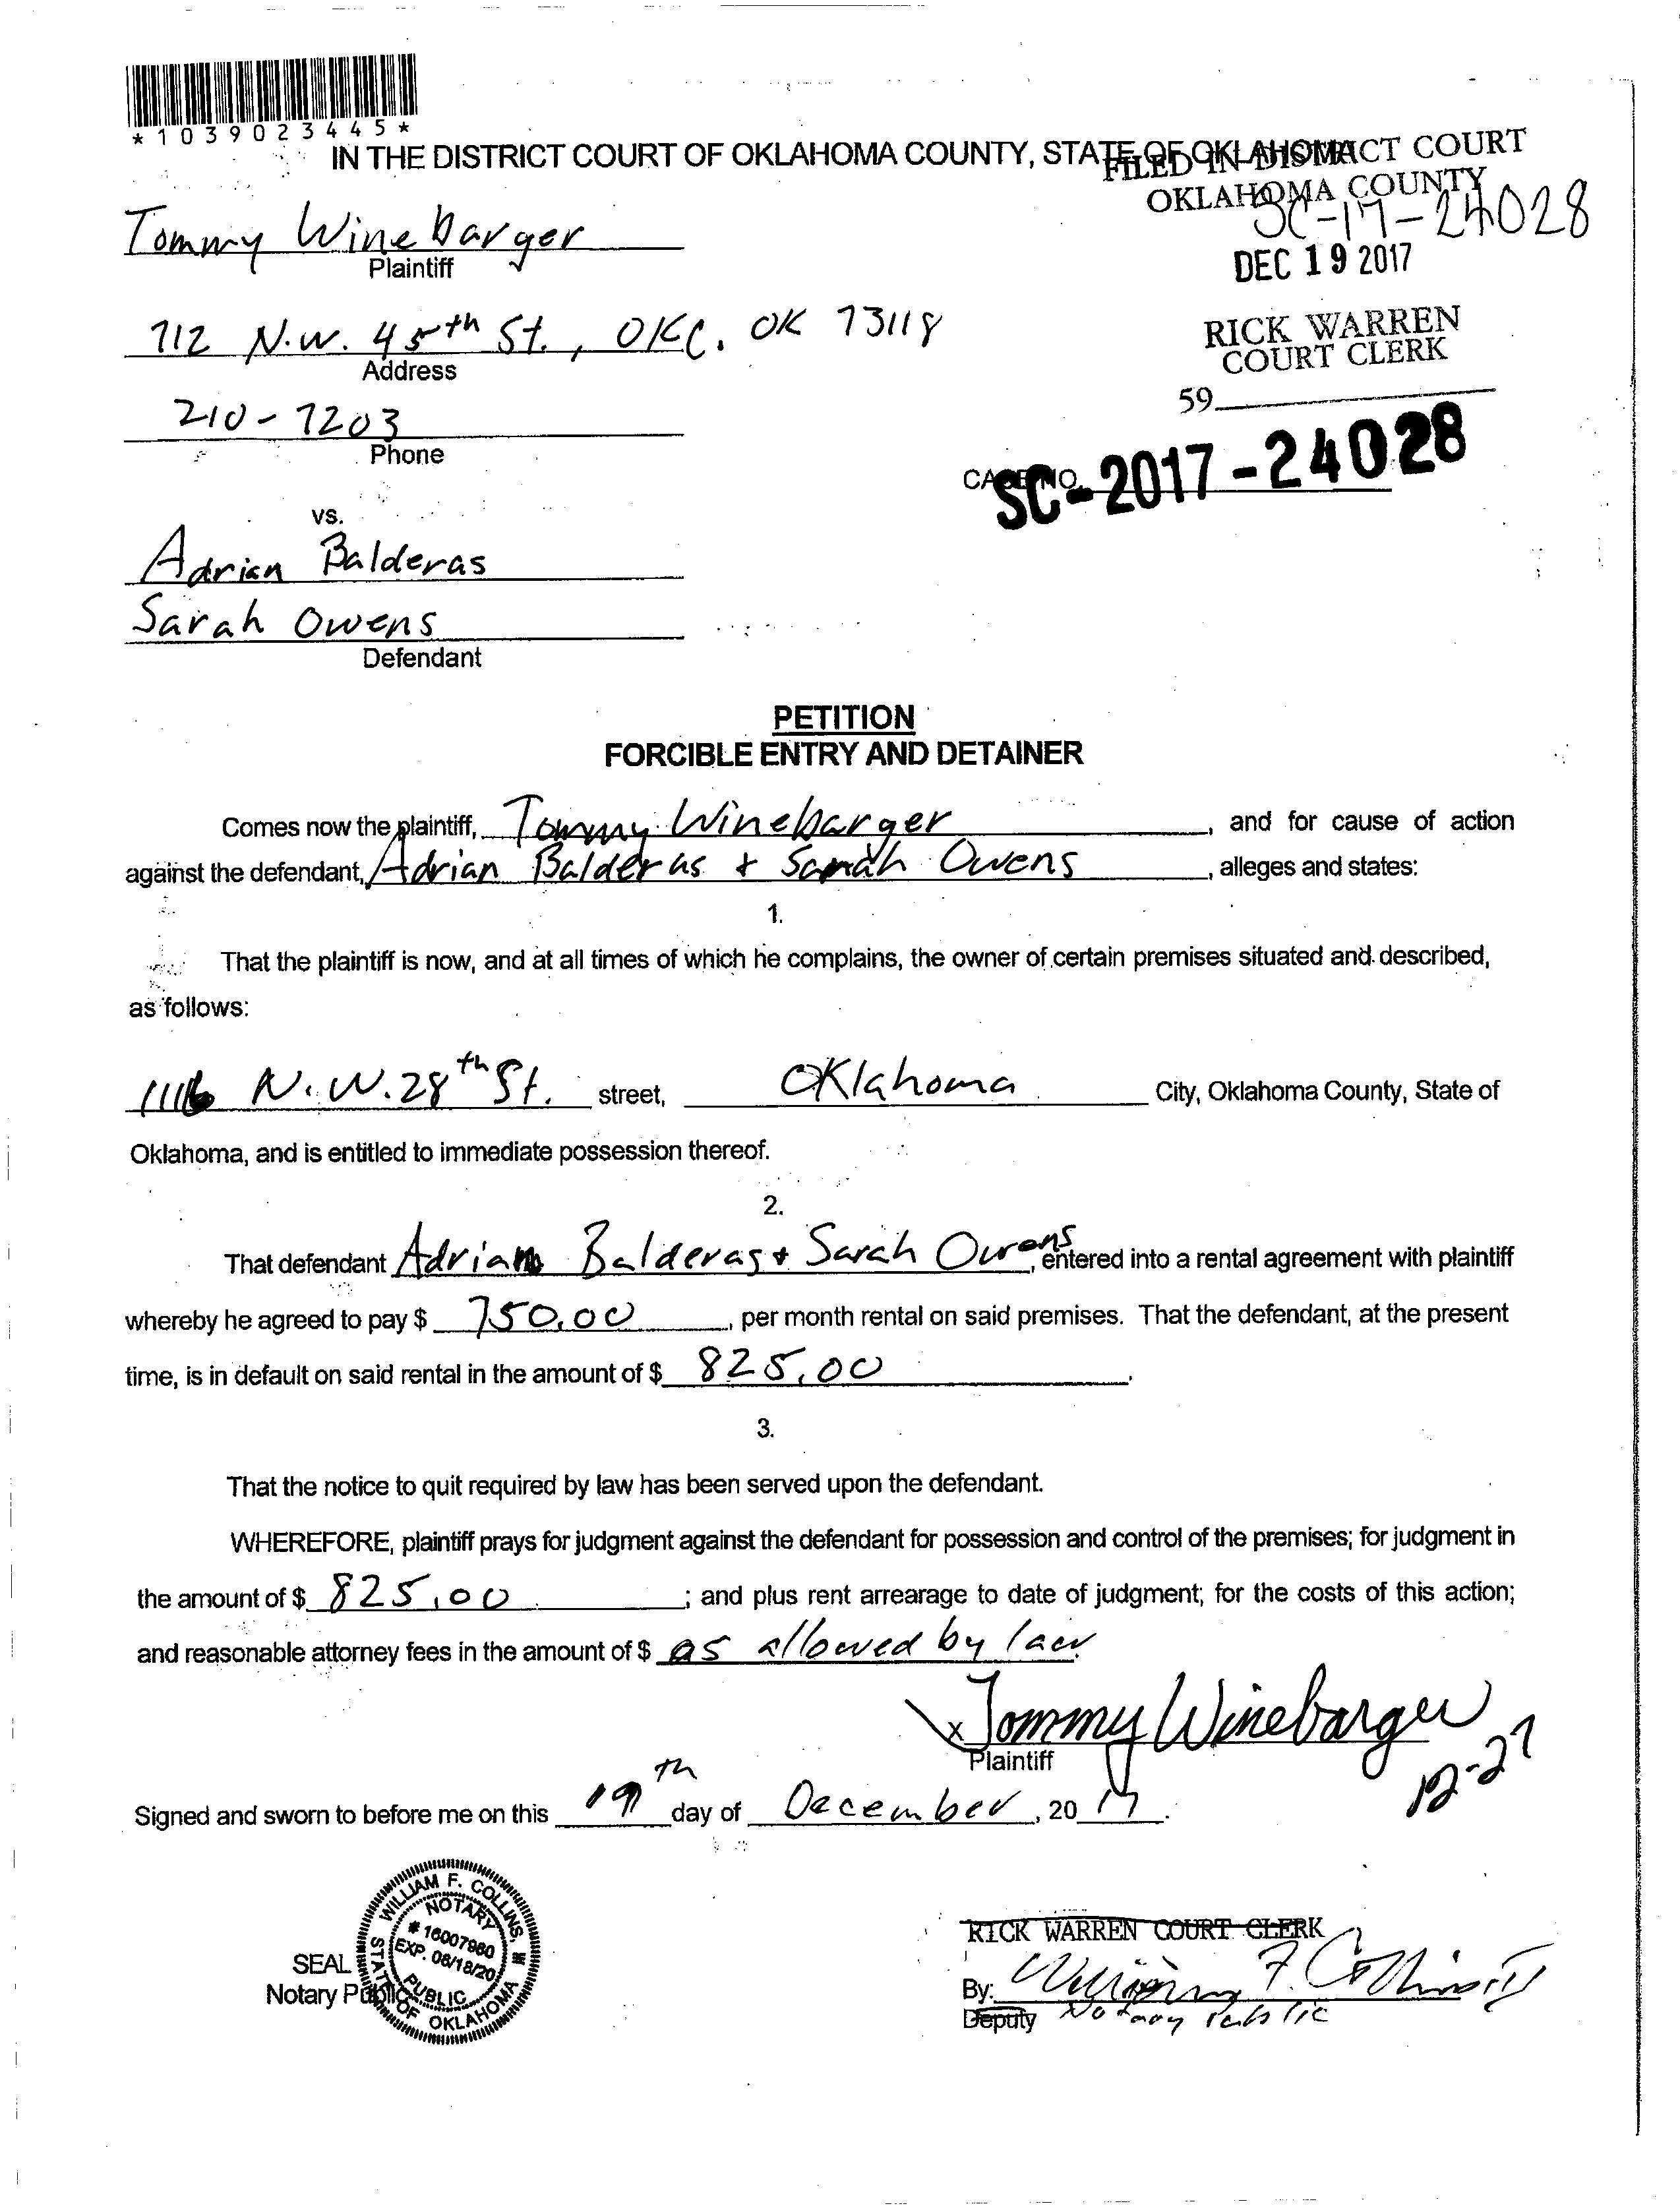 *1039023445*
IN THE DISTRICT COURT OF OKLAHOMA COUNTY, STATE OF OKLAHOMA
FILED IN DISTRICT COURT
OKLAHOMA COUNTY
SC-17-24028
Tommy Winebarger
Plaintiff
DEC 19 2017
712 N.W. 45th St., OKC. OK 73118
Address
RICK WARREN
COURT CLERK
59
210-7203
Phone
CASE NO. SC-2017-24028
vs.
Adrian Balderas
Sarah Owens
Defendant
PETITION
FORCIBLE ENTRY AND DETAINER
Comes now the plaintiff, Tommy Winebarger, and for cause of action
against the defendant, Adrian Balderas + Sarah Owens, alleges and states:
1.
That the plaintiff is now, and at all times of which he complains, the owner of certain premises situated and described,
as follows:
1116 N.W. 28th St. street, Oklahoma City, Oklahoma County, State of
Oklahoma, and is entitled to immediate possession thereof.
2.
That defendant Adrian Balderas + Sarah Owens, entered into a rental agreement with plaintiff
whereby he agreed to pay $ 750.00, per month rental on said premises. That the defendant, at the present
time, is in default on said rental in the amount of $ 825.00.
3.
That the notice to quit required by law has been served upon the defendant.
WHEREFORE, plaintiff prays for judgment against the defendant for possession and control of the premises; for judgment in
the amount of $ 825.00; and plus rent arrearage to date of judgment; for the costs of this action;
and reasonable attorney fees in the amount of $ as allowed by law.
x Tommy Winebarger
Plaintiff
12-27
Signed and sworn to before me on this 19th day of December, 2017.
WILLIAM F. COLLINS, III
NOTARY
# 16007960
EXP. 08/18/20
PUBLIC
STATE OF OKLAHOMA
SEAL
Notary Public
RICK WARREN COURT CLERK
By: William F. Collins III
Deputy Notary Public